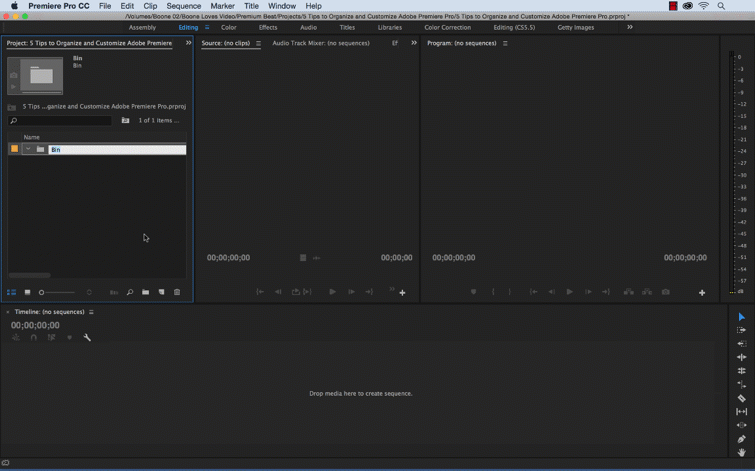 Premiere Pro CC File Edit Clip Sequence Marker Title Window Help
/Volumes/Boone 02/Boone Loves Video/Premium Beat/Projects/5 Tips to Organize and Customize Adobe Premiere Pro/5 Tips to Organize and Customize Adobe Premiere Pro.prproj *
Assembly Editing Color Effects Audio Titles Libraries Color Correction Editing (CS5.5) Getty Images
Project: 5 Tips to Organize and Customize Adobe Premiere
Source: (no clips) Audio Track Mixer: (no sequences) Ef
Program: (no sequences)
Bin
Bin
5 Tips ...ganize and Customize Adobe Premiere Pro.prproj
1 of 1 items ...
Name
Bin
00;00;00;00 00;00;00
00;00;00;00 00;00;00;00
0
-3
-6
-9
-12
-15
-18
-21
-24
-27
-30
-33
-36
-39
-42
-45
-48
-51
-54
-57
dB
Timeline: (no sequences)
00;00;00;00
Drop media here to create sequence.